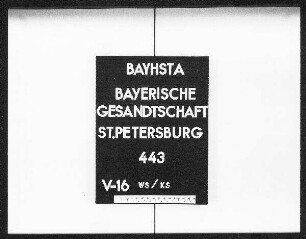 BAYHSTA
BAYERISCHE
GESANDTSCHAFT
ST. PETERSBURG
443
V-16 WS/KS